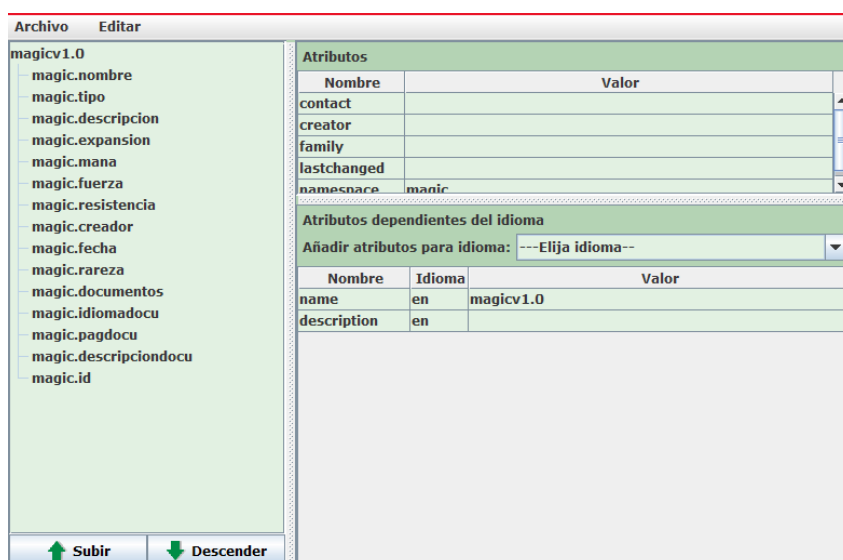 Archivo Editar
magicv1.0
magic.nombre
magic.tipo
magic.descripcion
magic.expansion
magic.mana
magic.fuerza
magic.resistencia
magic.creador
magic.fecha
magic.rareza
magic.documentos
magic.idiomadocu
magic.pagdocu
magic.descripciondocu
magic.id
Subir Descender
Atributos
Nombre Valor
contact
creator
family
lastchanged
namespace magic
Atributos dependientes del idioma
Añadir atributos para idioma: ---Elija idioma--
Nombre Idioma Valor
name en magicv1.0
description en